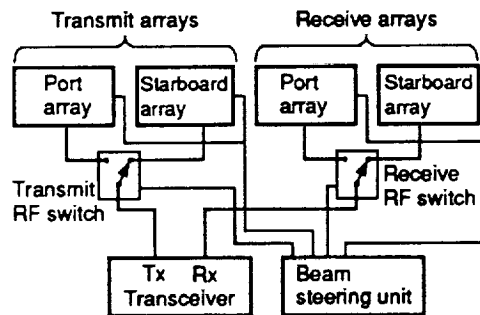 Transmit arrays
Receive arrays
Port
array
Starboard
array
Port
array
Starboard
array
Transmit
RF switch
Receive
RF switch
Tx Rx
Transceiver
Beam
steering unit